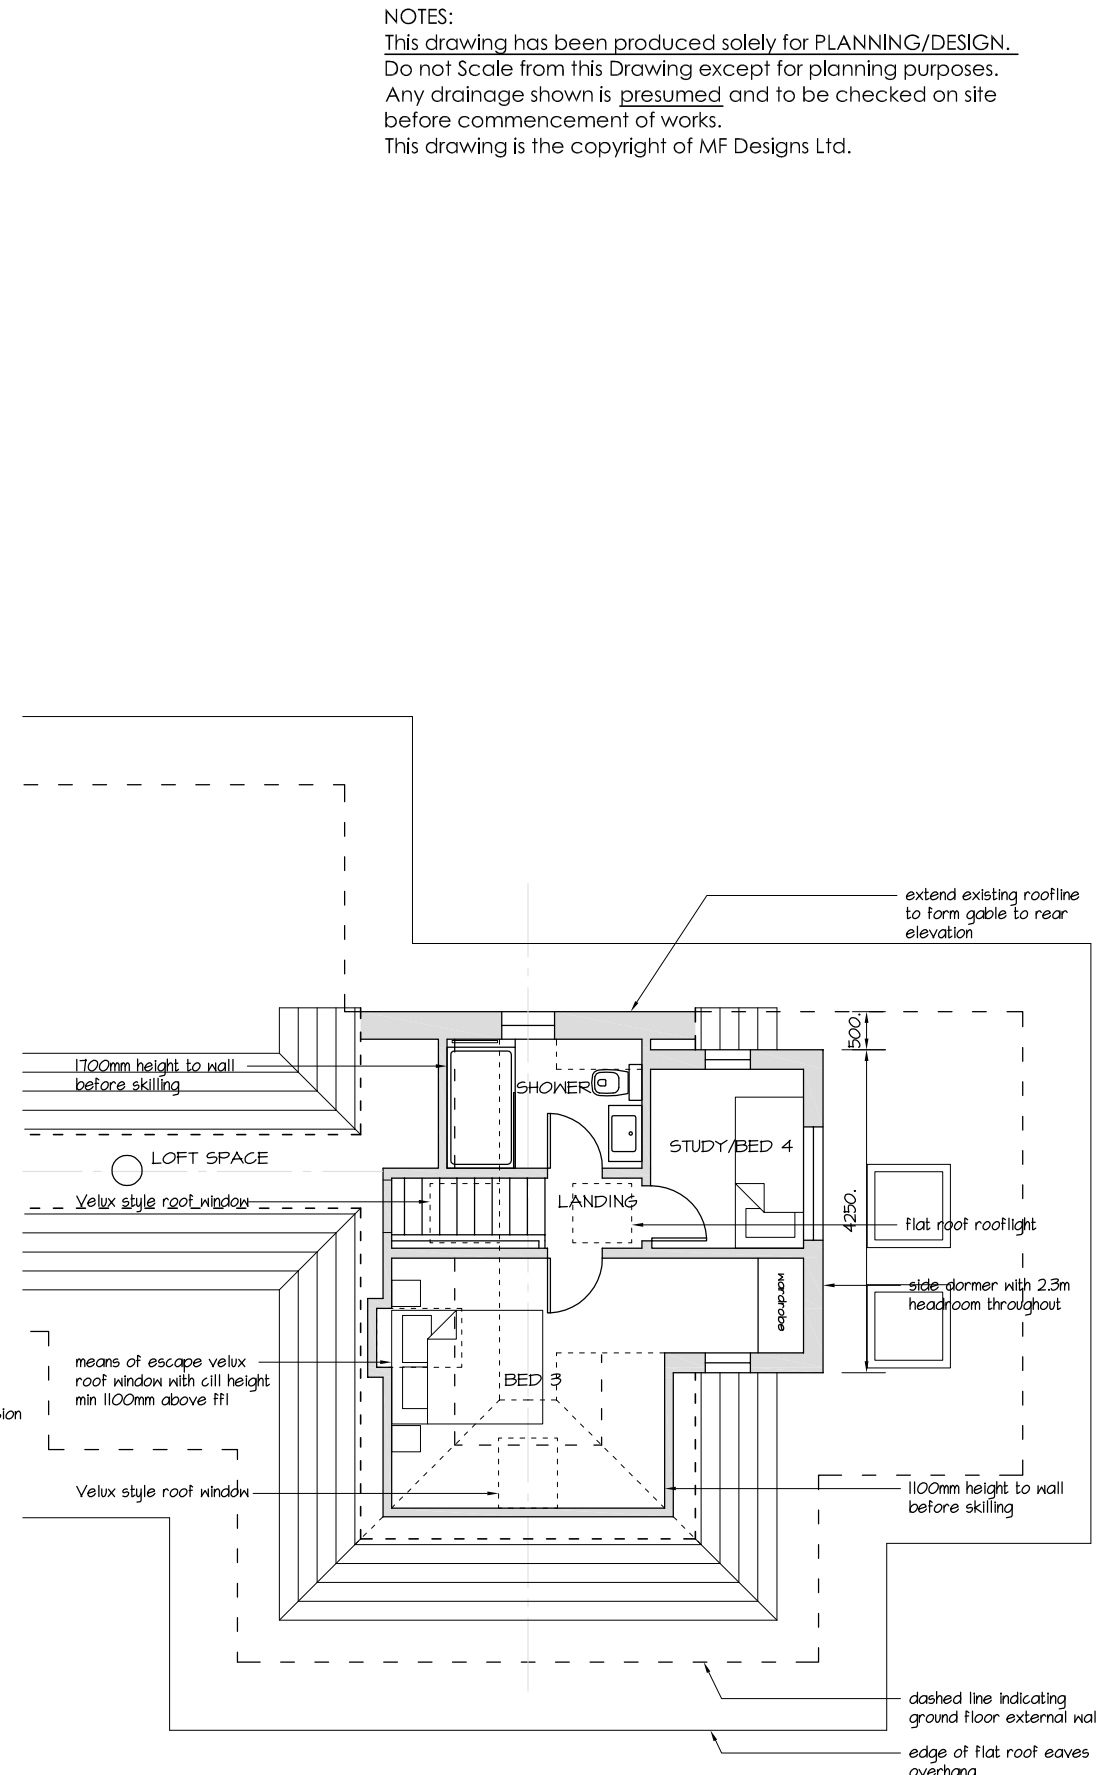 NOTES:
This drawing has been produced solely for PLANNING/DESIGN.
Do not Scale from this Drawing except for planning purposes.
Any drainage shown is presumed and to be checked on site
before commencement of works.
This drawing is the copyright of MF Designs Ltd.
extend existing roofline
to form gable to rear
elevation
500.
1700mm height to wall
before skilling
SHOWER
STUDY/BED 4
LOFT SPACE
Velux style roof window
LANDING
4250.
flat roof rooflight
side dormer with 2.3m
headroom throughout
wardrobe
means of escape velux
roof window with cill height
min 1100mm above ffl
BED 3
sion
Velux style roof window
1100mm height to wall
before skilling
dashed line indicating
ground floor external wal
edge of flat roof eaves
overhang